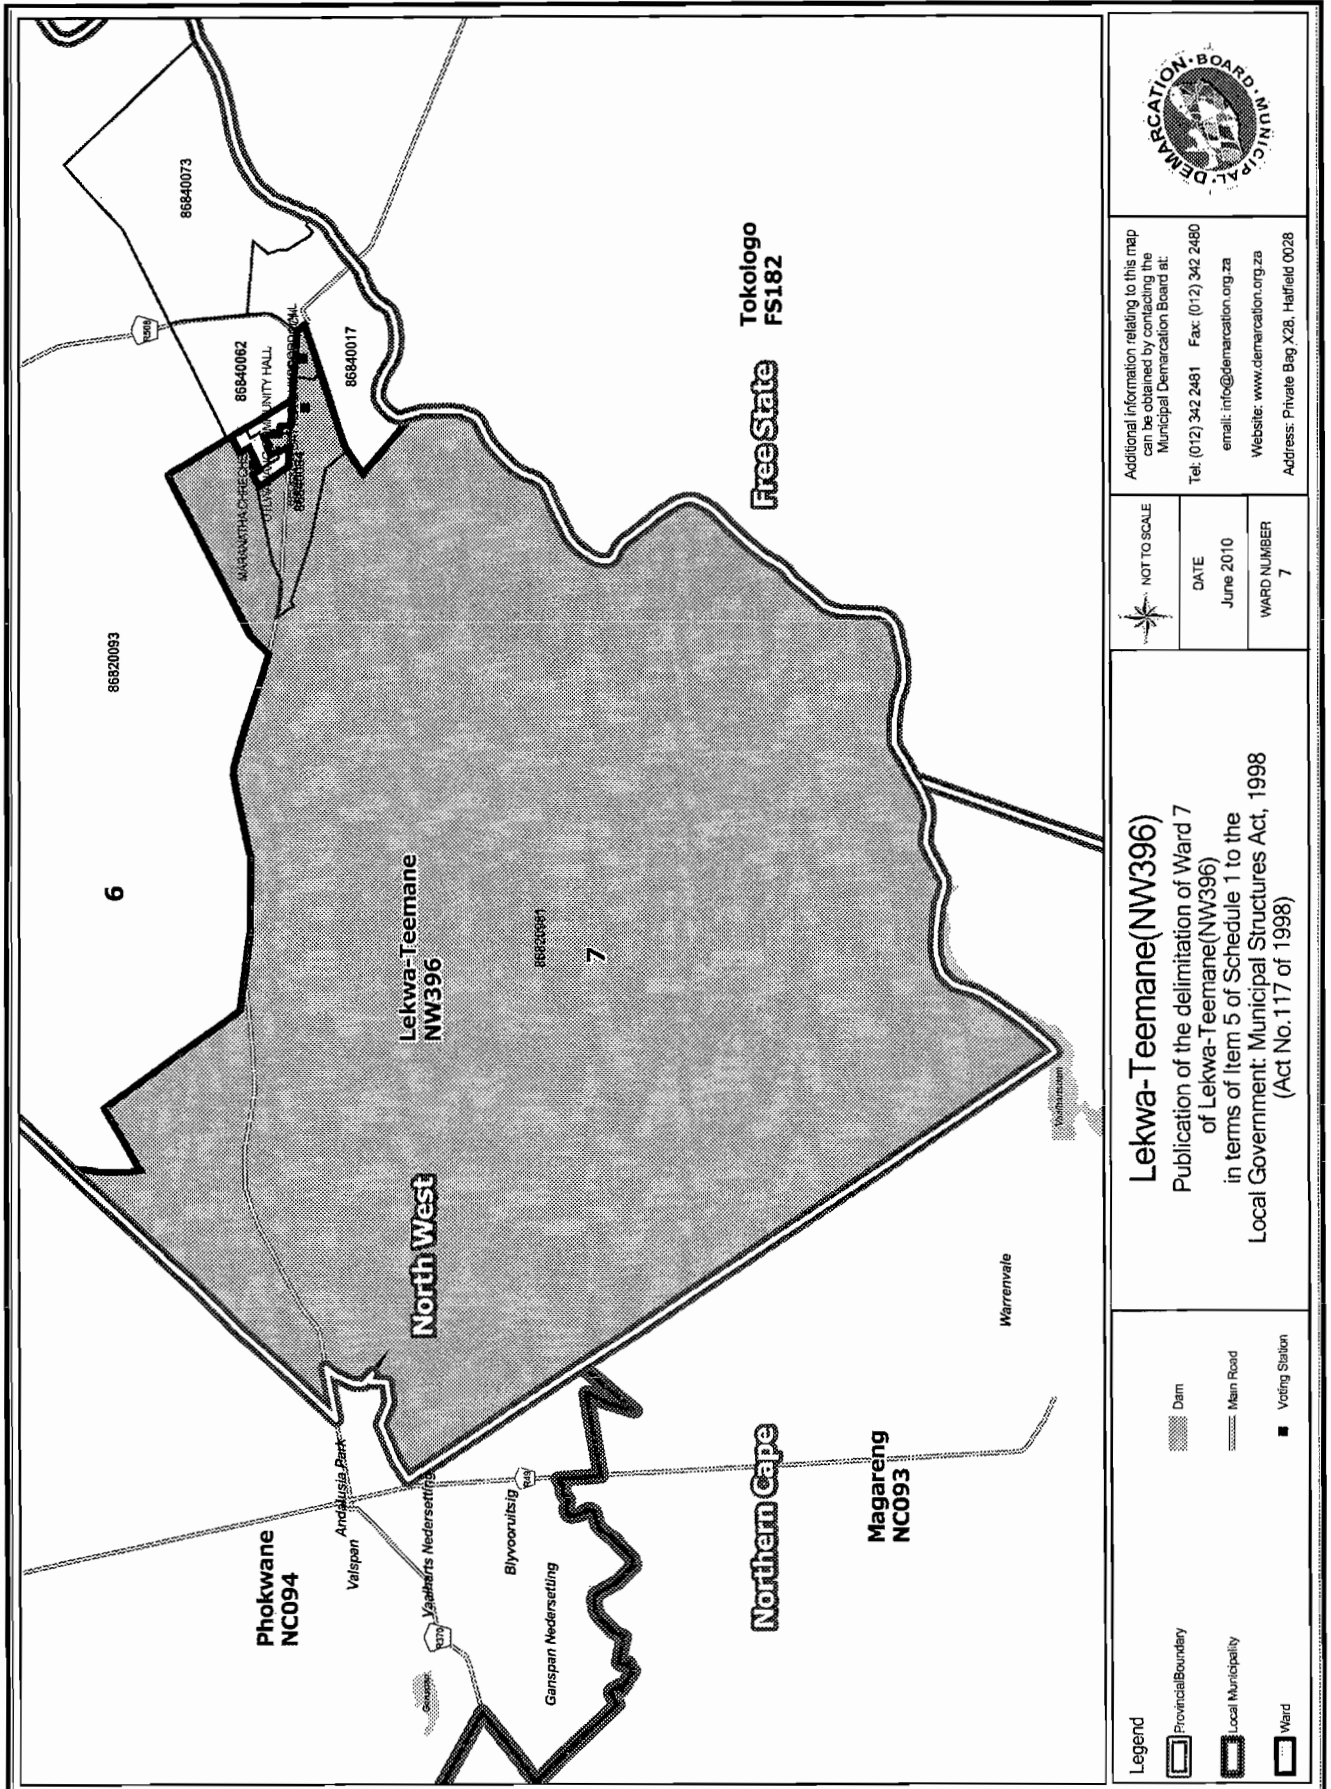 Phokwane
NC094
Valspan
Andalusia Park
Vaalharts Nedersetting
R370
Blyvooruitsig
R49
Ganspan Nedersetting
Northern Cape
Magareng
NC093
Warrenvale
North West
6
Lekwa-Teemane
NW396
7
86820093
86840073
86840062
86840017
Tokologo
FS182
Free State
Legend
ProvincialBoundary
Local Municipality
Ward
Dam
Main Road
Voting Station
Lekwa-Teemane(NW396)
Publication of the delimitation of Ward 7
of Lekwa-Teemane(NW396)
in terms of Item 5 of Schedule 1 to the
Local Government: Municipal Structures Act, 1998
(Act No.117 of 1998)
NOT TO SCALE
DATE
June 2010
WARD NUMBER
7
Additional information relating to this map
can be obtained by contacting the
Municipal Demarcation Board at:
Tel: (012) 342 2481 Fax: (012) 342 2480
email: info@demarcation.org.za
Website: www.demarcation.org.za
Address: Private Bag X28, Hatfield 0028
MUNICIPAL · DEMARCATION · BOARD